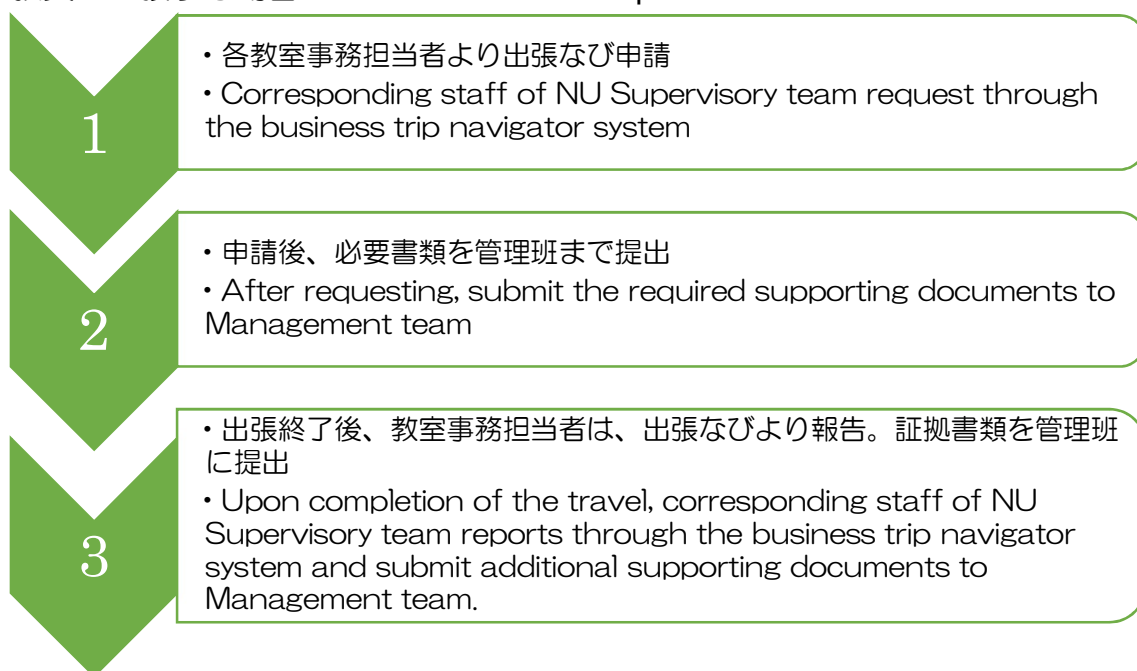 1
・各教室事務担当者より出張なび申請
・Corresponding staff of NU Supervisory team request through
the business trip navigator system
2
・申請後、必要書類を管理班まで提出
・After requesting, submit the required supporting documents to
Management team
3
・出張終了後、教室事務担当者は、出張なびより報告。証拠書類を管理班
に提出
・Upon completion of the travel, corresponding staff of NU
Supervisory team reports through the business trip navigator
system and submit additional supporting documents to
Management team.